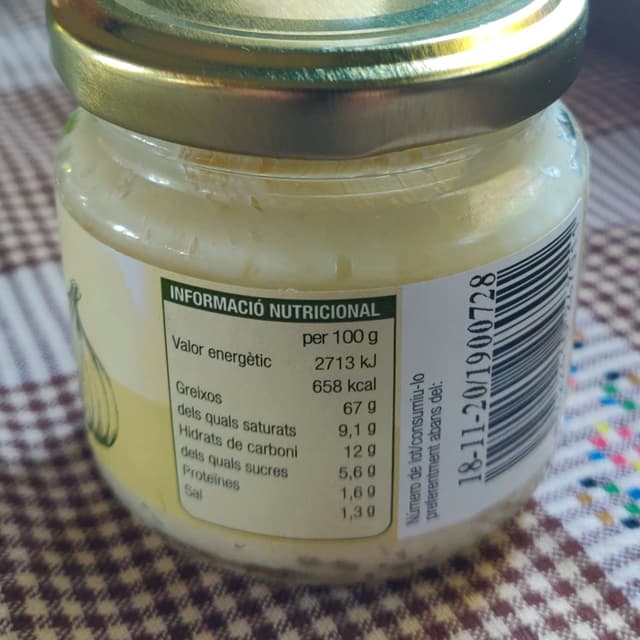 INFORMACIÓ NUTRICIONAL
per 100 g
Valor energètic 2713 kJ
658 kcal
Greixos 67 g
dels quals saturats 9,1 g
Hidrats de carboni 12 g
dels quals sucres 5,6 g
Proteïnes 1,6 g
Sal 1,3 g
Número de lot/consumiu-lo
preferentment abans del:
18-11-20/1900728